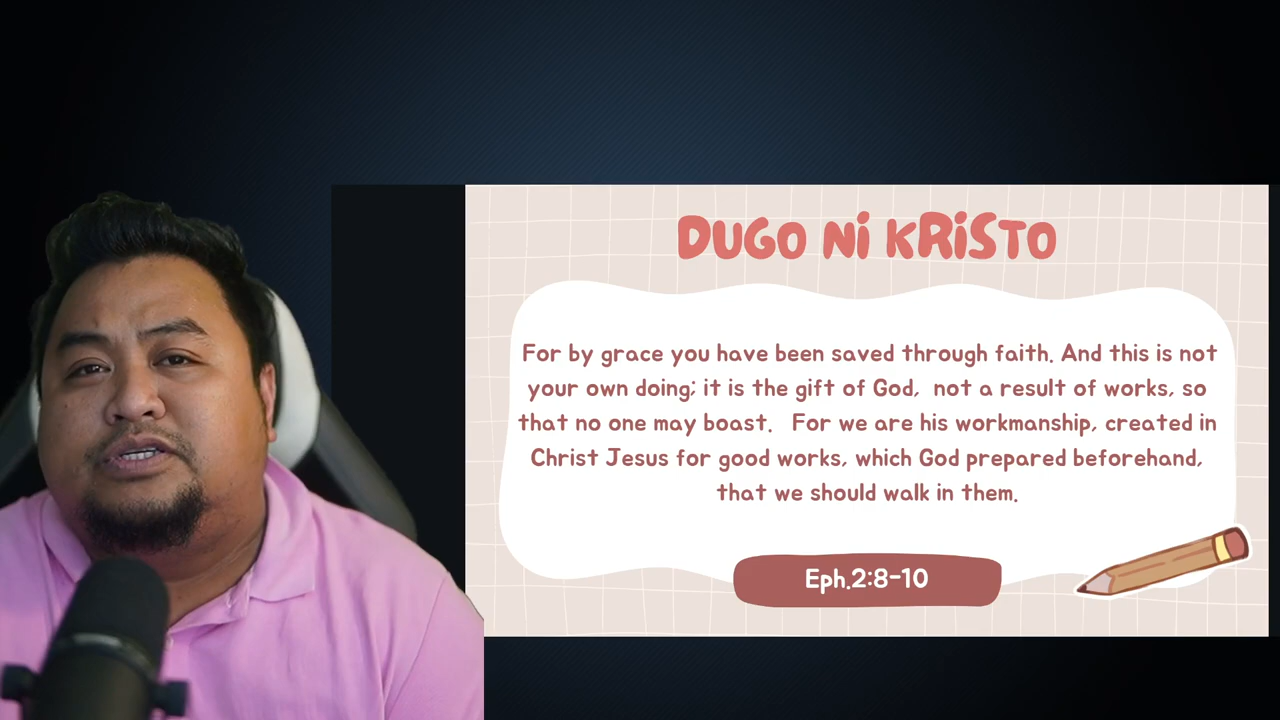 DUGO Ni KRiSTO
For by grace you have been saved through faith. And this is not
your own doing; it is the gift of God, not a result of works, so
that no one may boast. For we are his workmanship, created in
Christ Jesus for good works, which God prepared beforehand,
that we should walk in them.
Eph.2:8-10